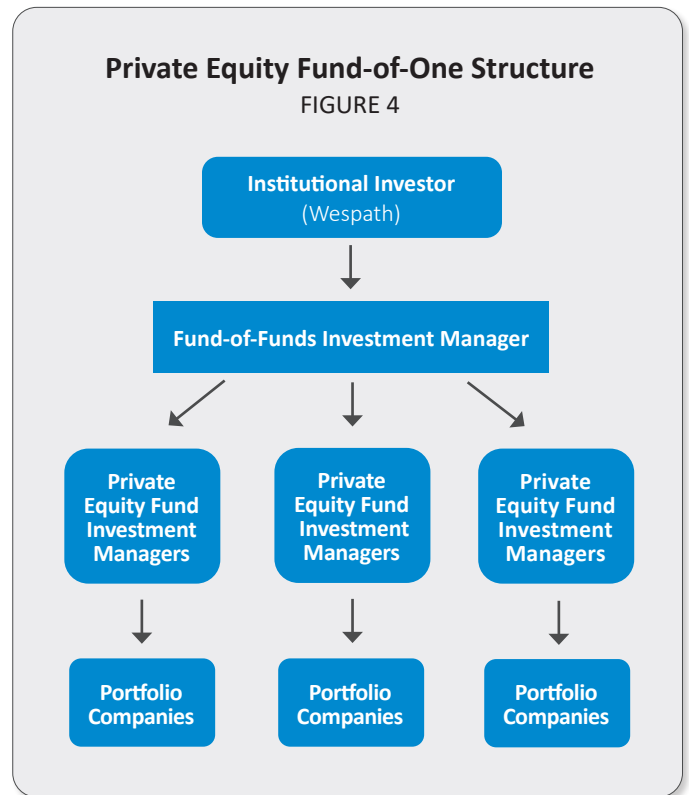 Private Equity Fund-of-One Structure
FIGURE 4
Institutional Investor
(Wespath)
Fund-of-Funds Investment Manager
Private
Equity Fund
Investment
Managers
Private
Equity Fund
Investment
Managers
Private
Equity Fund
Investment
Managers
Portfolio
Companies
Portfolio
Companies
Portfolio
Companies